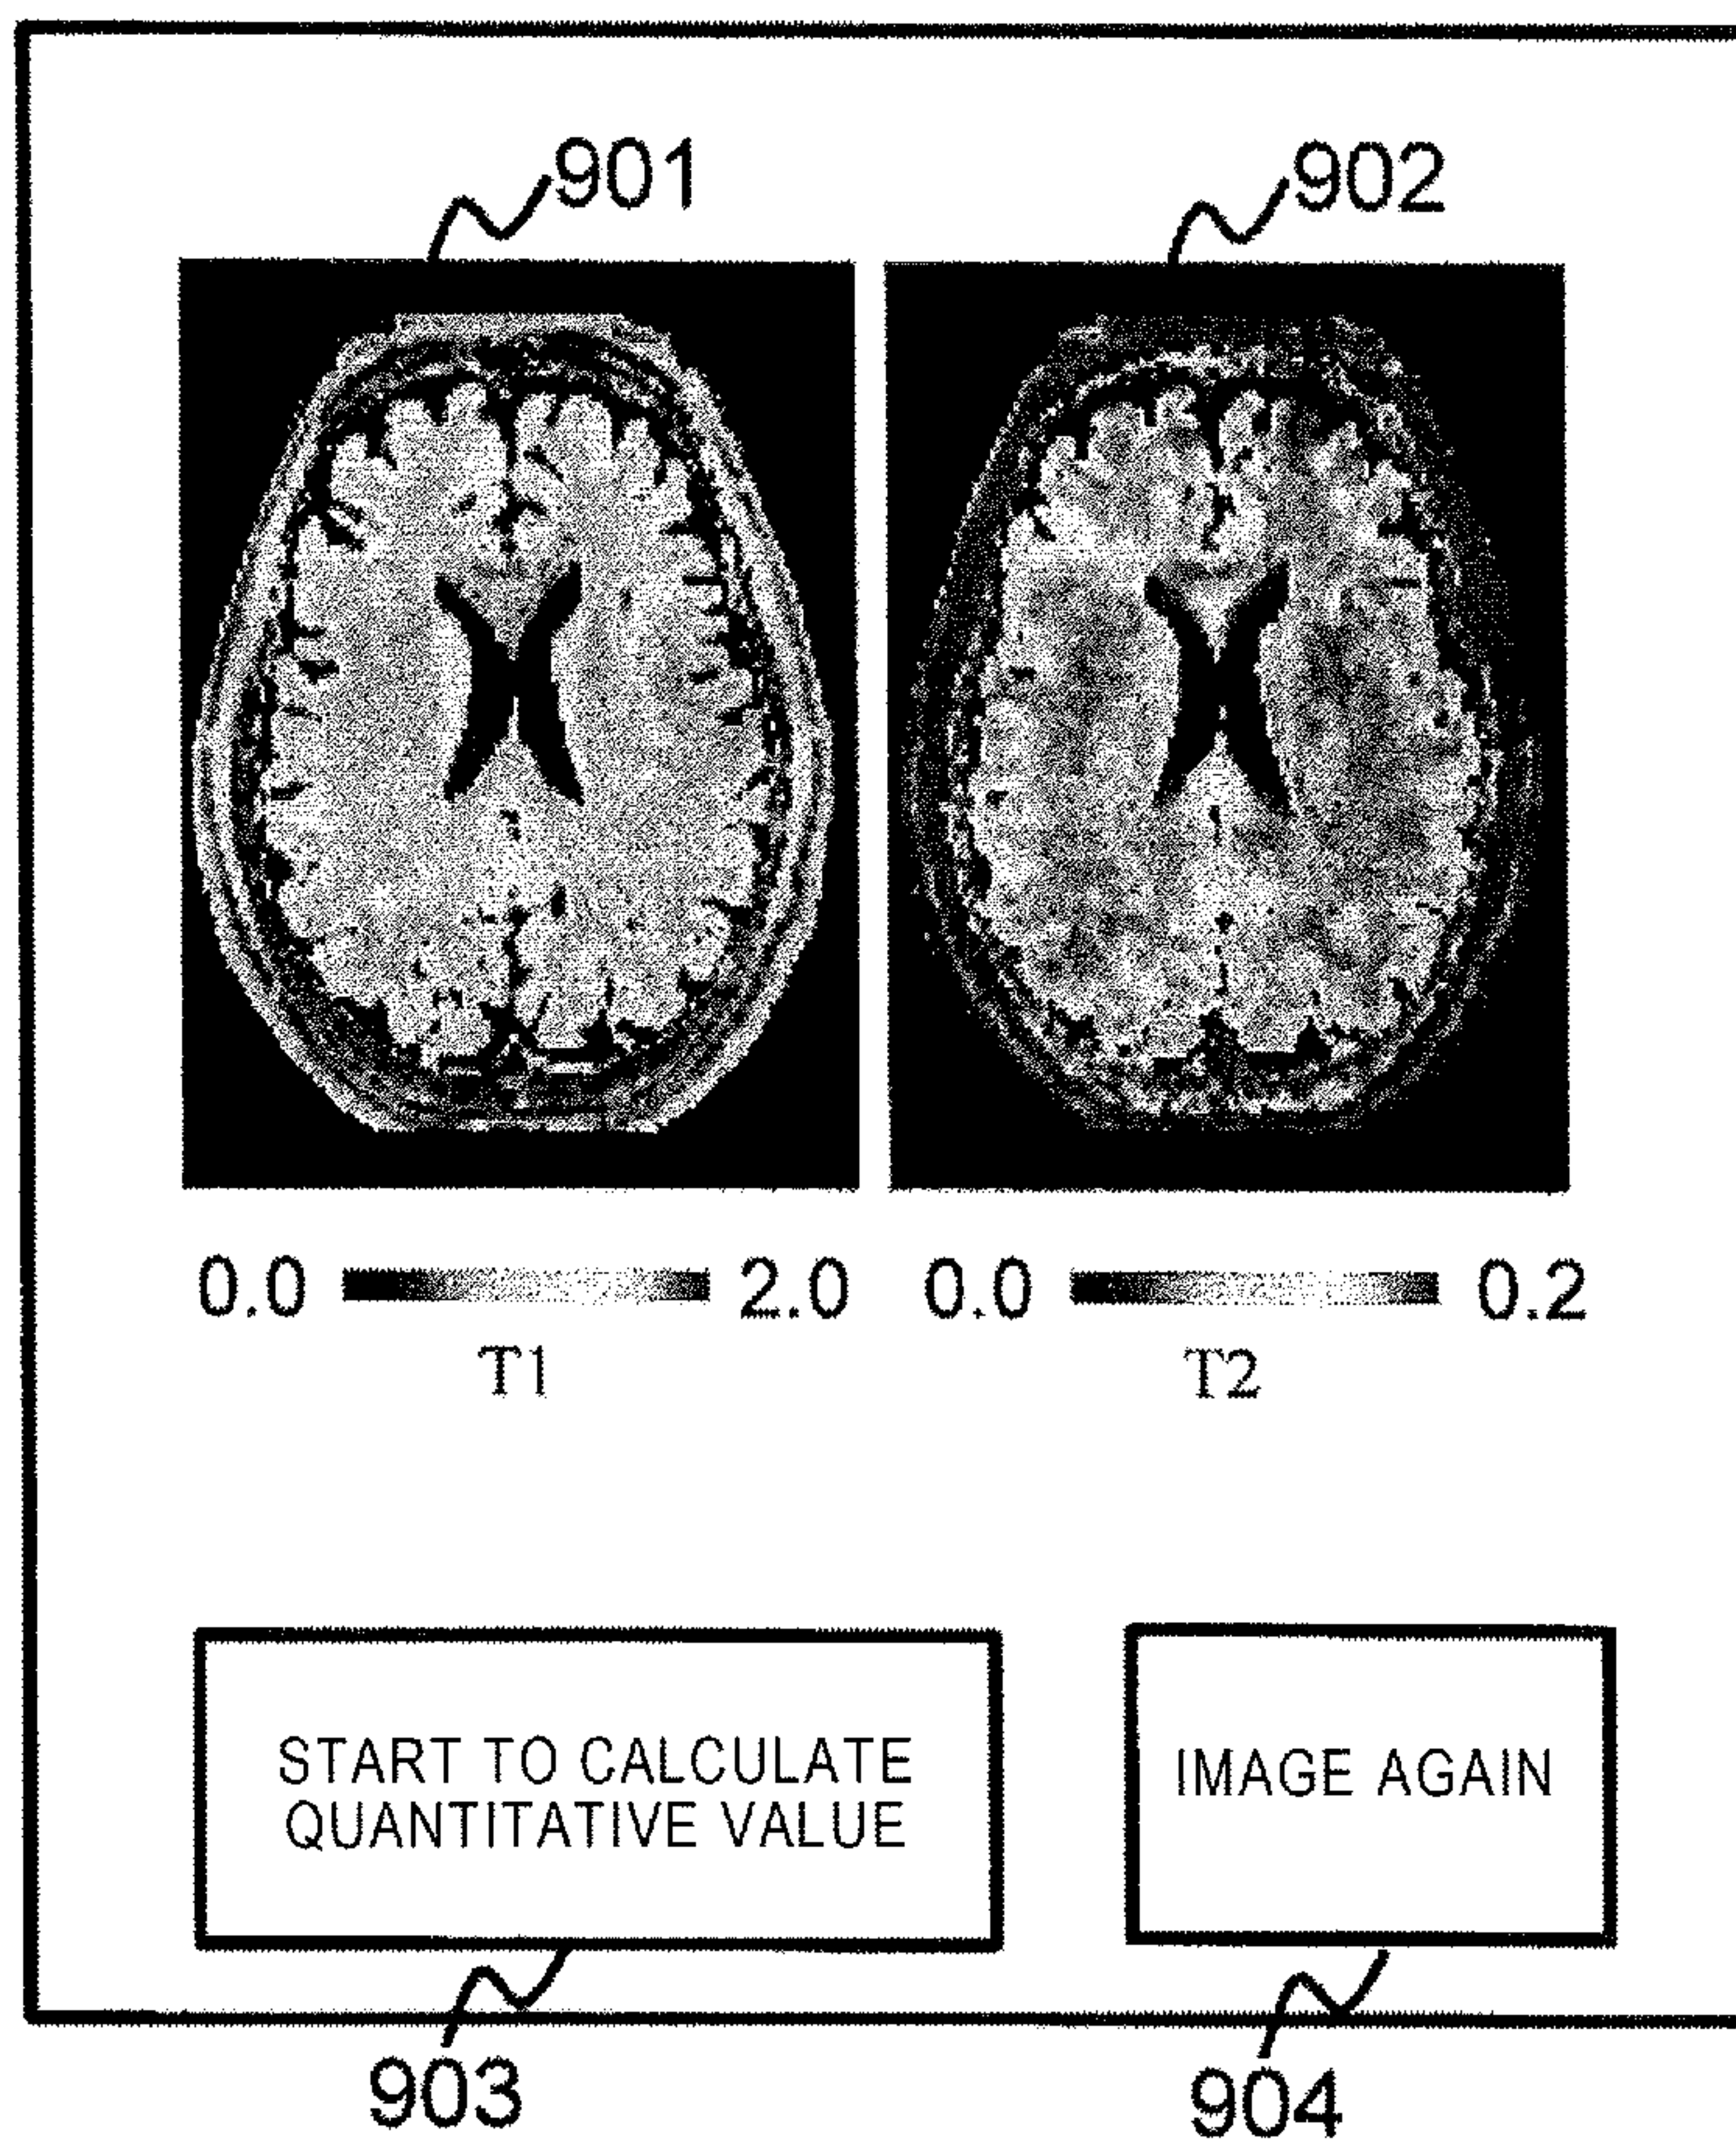 901 902
0.0 2.0 0.0 0.2
T1 T2
START TO CALCULATE
QUANTITATIVE VALUE
IMAGE AGAIN
903 904